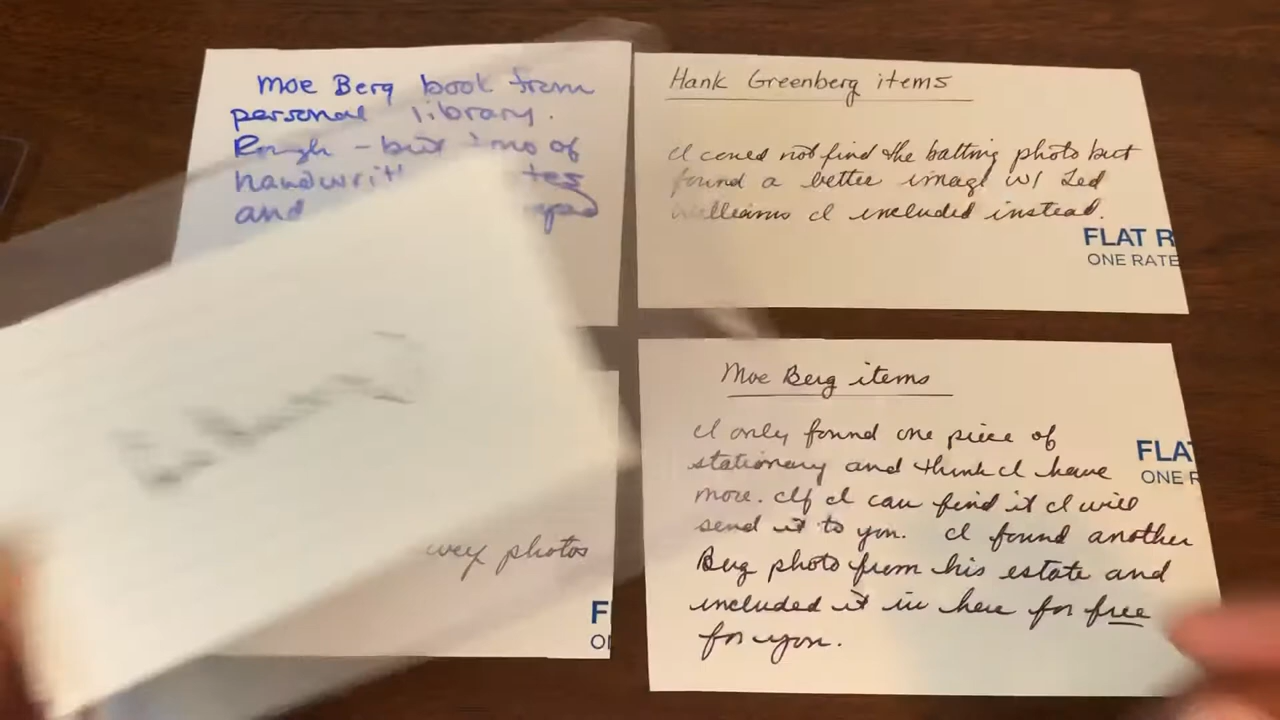 Moe Berg book from
personal library.
Rough - but
of
and
Hank Greenberg items
I could not find the batting photo but
found a better image w/ Ted
Williams I included instead.
FLAT R
ONE RATE
photos
F
Moe Berg items
I only found one piece of
stationery and think I have
more. If I can find it I will
send it to you. I found another
Berg photo from his estate and
included it in here for free
for you.
FLA
ONE R